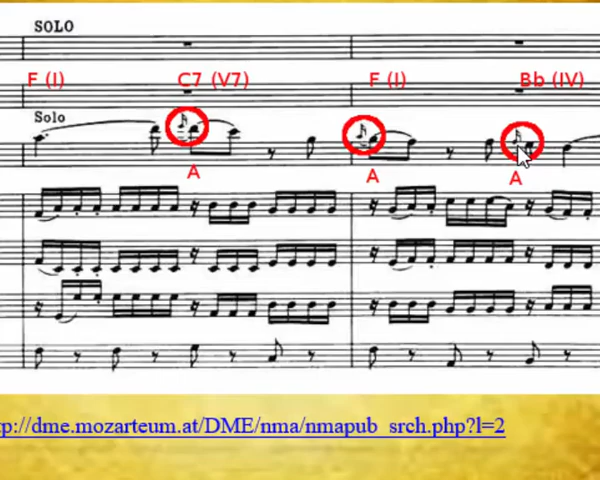 SOLO
F (I) C7 (V7) F (I) Bb (IV)
Solo
A A A
p://dme.mozarteum.at/DME/nma/nmapub_srch.php?l=2